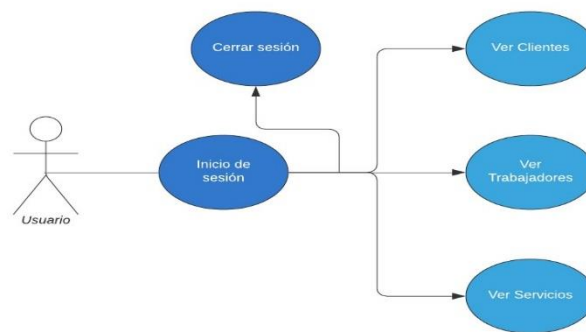 Cerrar sesión
Ver Clientes
Inicio de
sesión
Ver
Trabajadores
Usuario
Ver Servicios